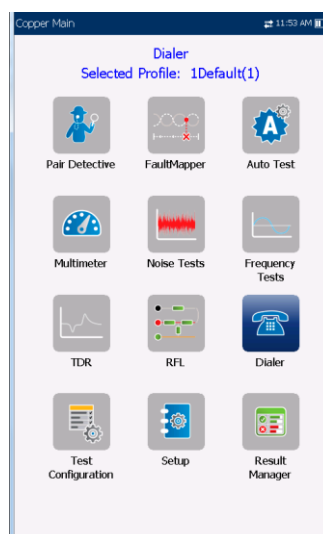 Copper Main 11:53 AM
Dialer
Selected Profile: 1Default(1)
A
Pair Detective FaultMapper Auto Test
Multimeter Noise Tests Frequency
Tests
TDR RFL Dialer
Test
Configuration Setup Result
Manager